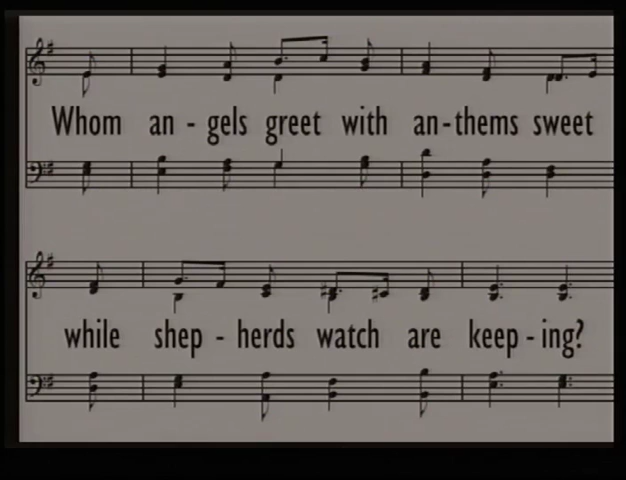 Whom an - gels greet with an - thems sweet
while shep - herds watch are keep - ing?